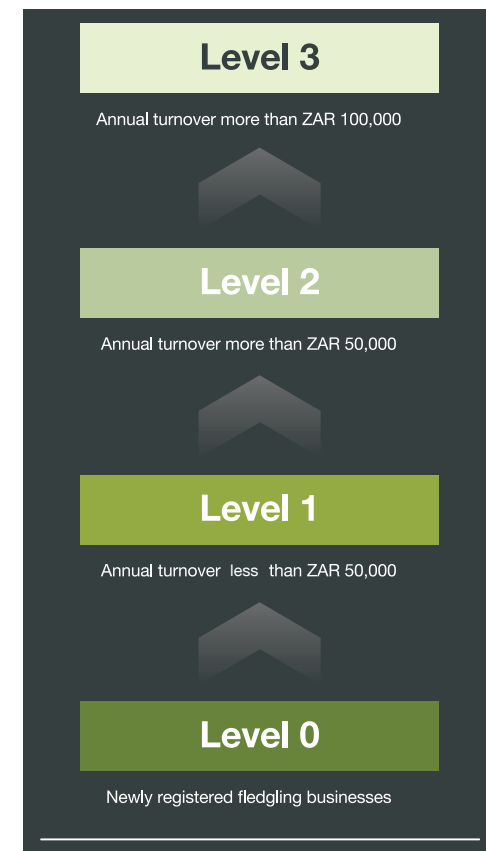 Level 3
Annual turnover more than ZAR 100,000
Level 2
Annual turnover more than ZAR 50,000
Level 1
Annual turnover less than ZAR 50,000
Level 0
Newly registered fledgling businesses